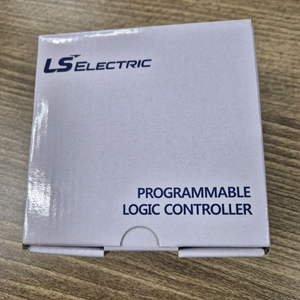 LS ELECTRIC
PROGRAMMABLE
LOGIC CONTROLLER